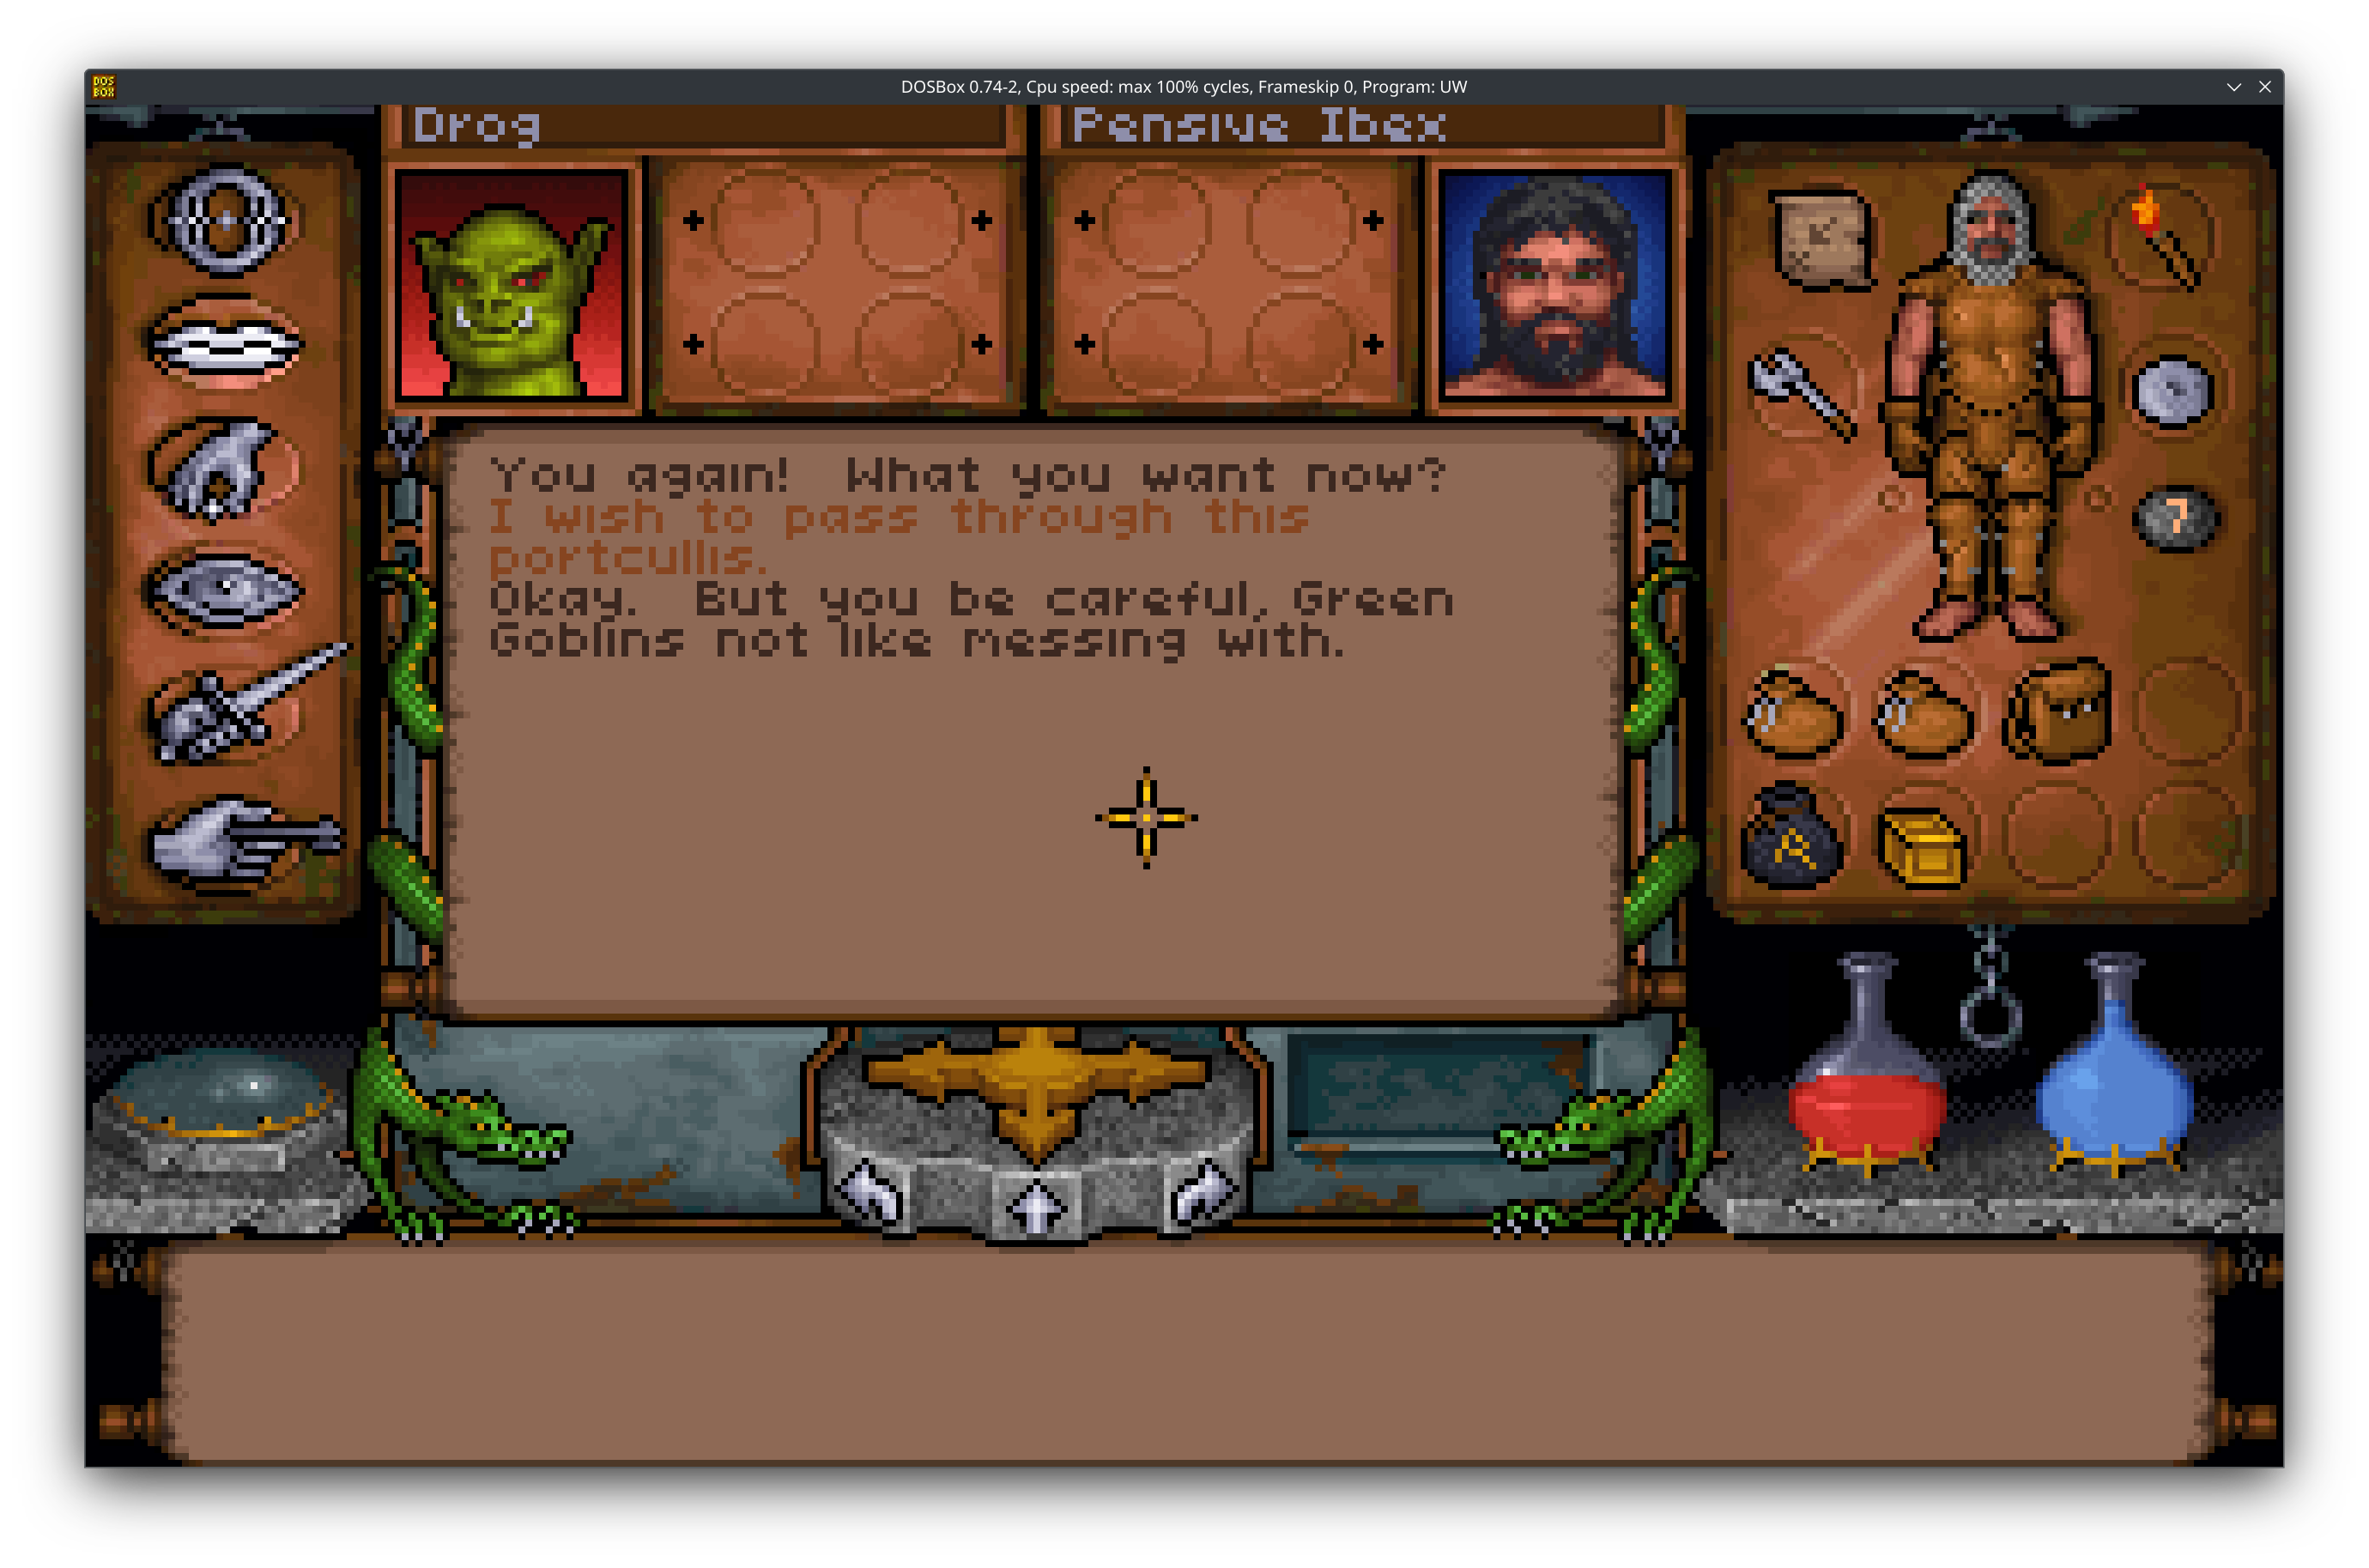 DOS
BOX
DOSBox 0.74-2, Cpu speed: max 100% cycles, Frameskip 0, Program: UW
Drog
Pensive Ibex
You again!  What you want now?
I wish to pass through this
portcullis.
Okay.  But you be careful, Green
Goblins not like messing with.